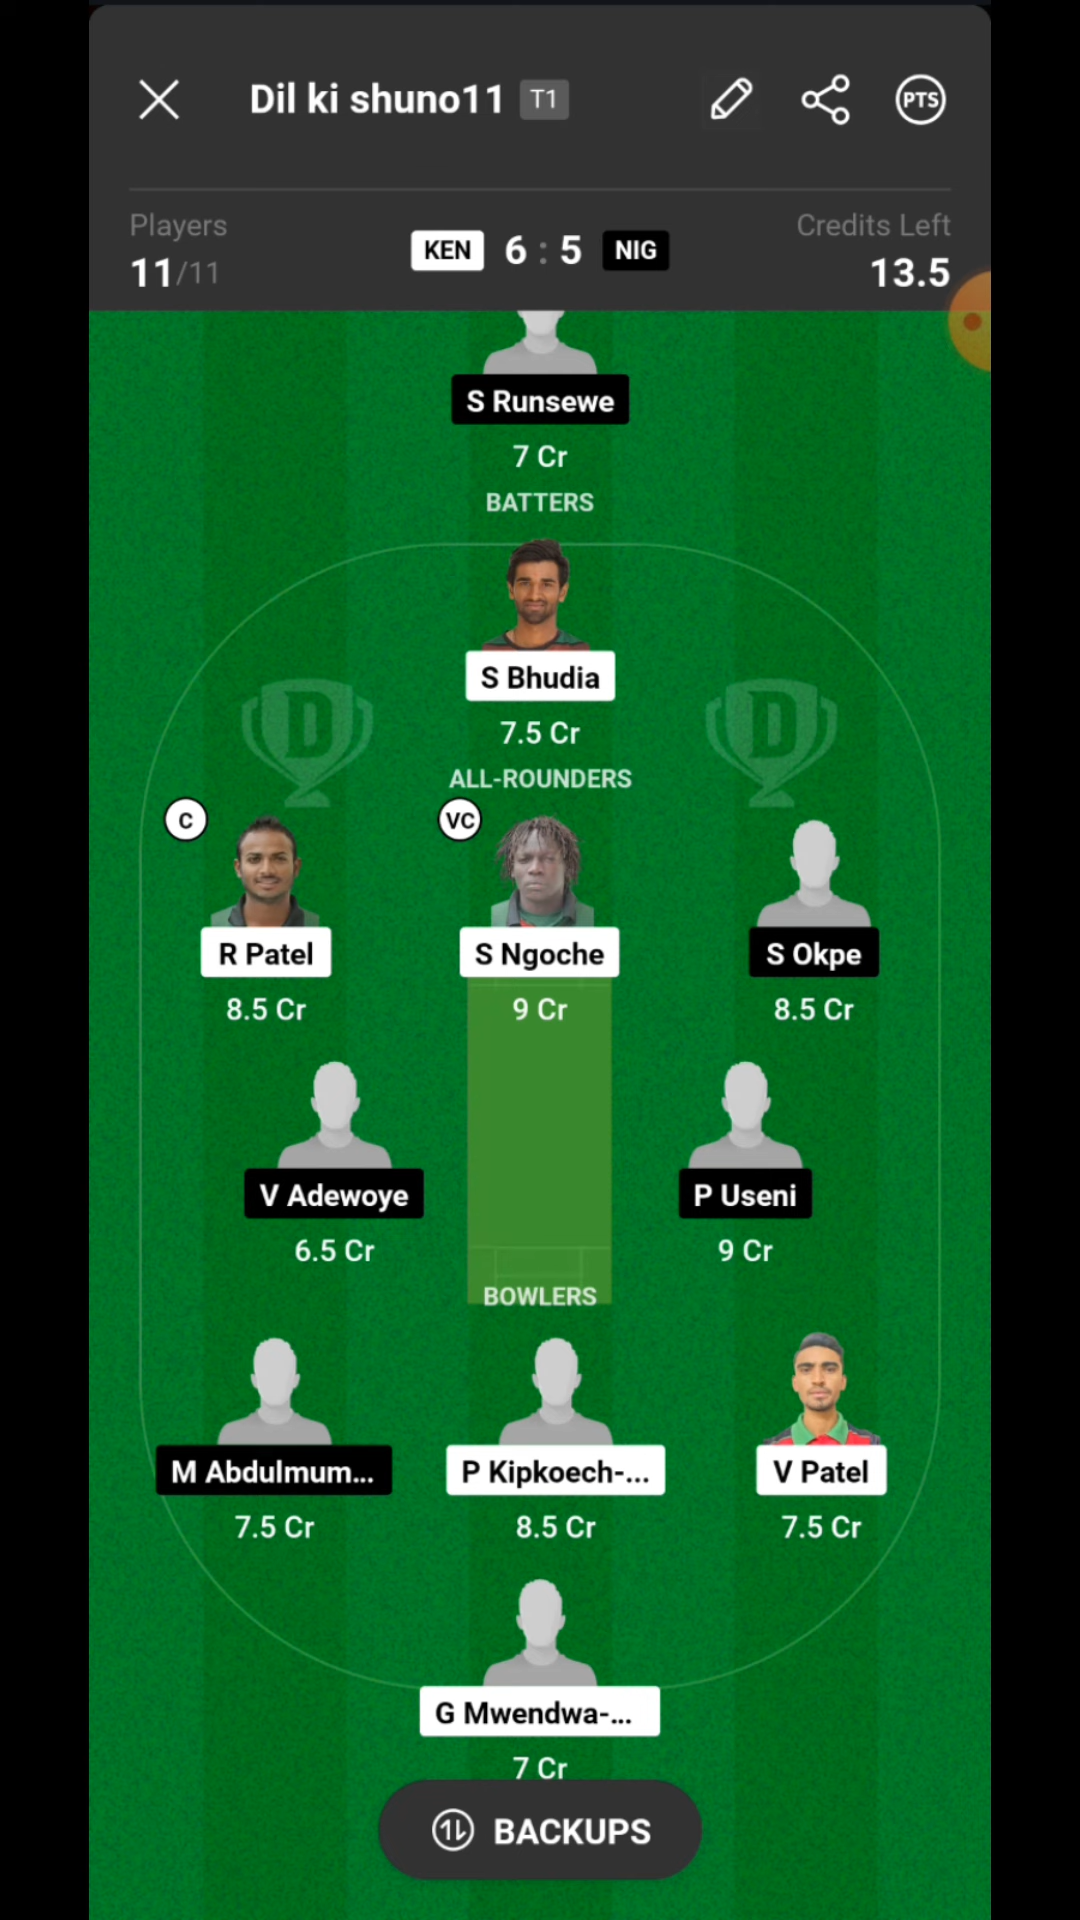 Dil ki shuno11 T1 PTS
Players Credits Left
11/11 KEN 6 : 5 NIG 13.5
S Runsewe
7 Cr
BATTERS
S Bhudia
7.5 Cr
ALL-ROUNDERS
C VC
R Patel S Ngoche S Okpe
8.5 Cr 9 Cr 8.5 Cr
V Adewoye P Useni
6.5 Cr 9 Cr
BOWLERS
M Abdulmum... P Kipkoech-... V Patel
7.5 Cr 8.5 Cr 7.5 Cr
G Mwendwa-...
7 Cr
BACKUPS